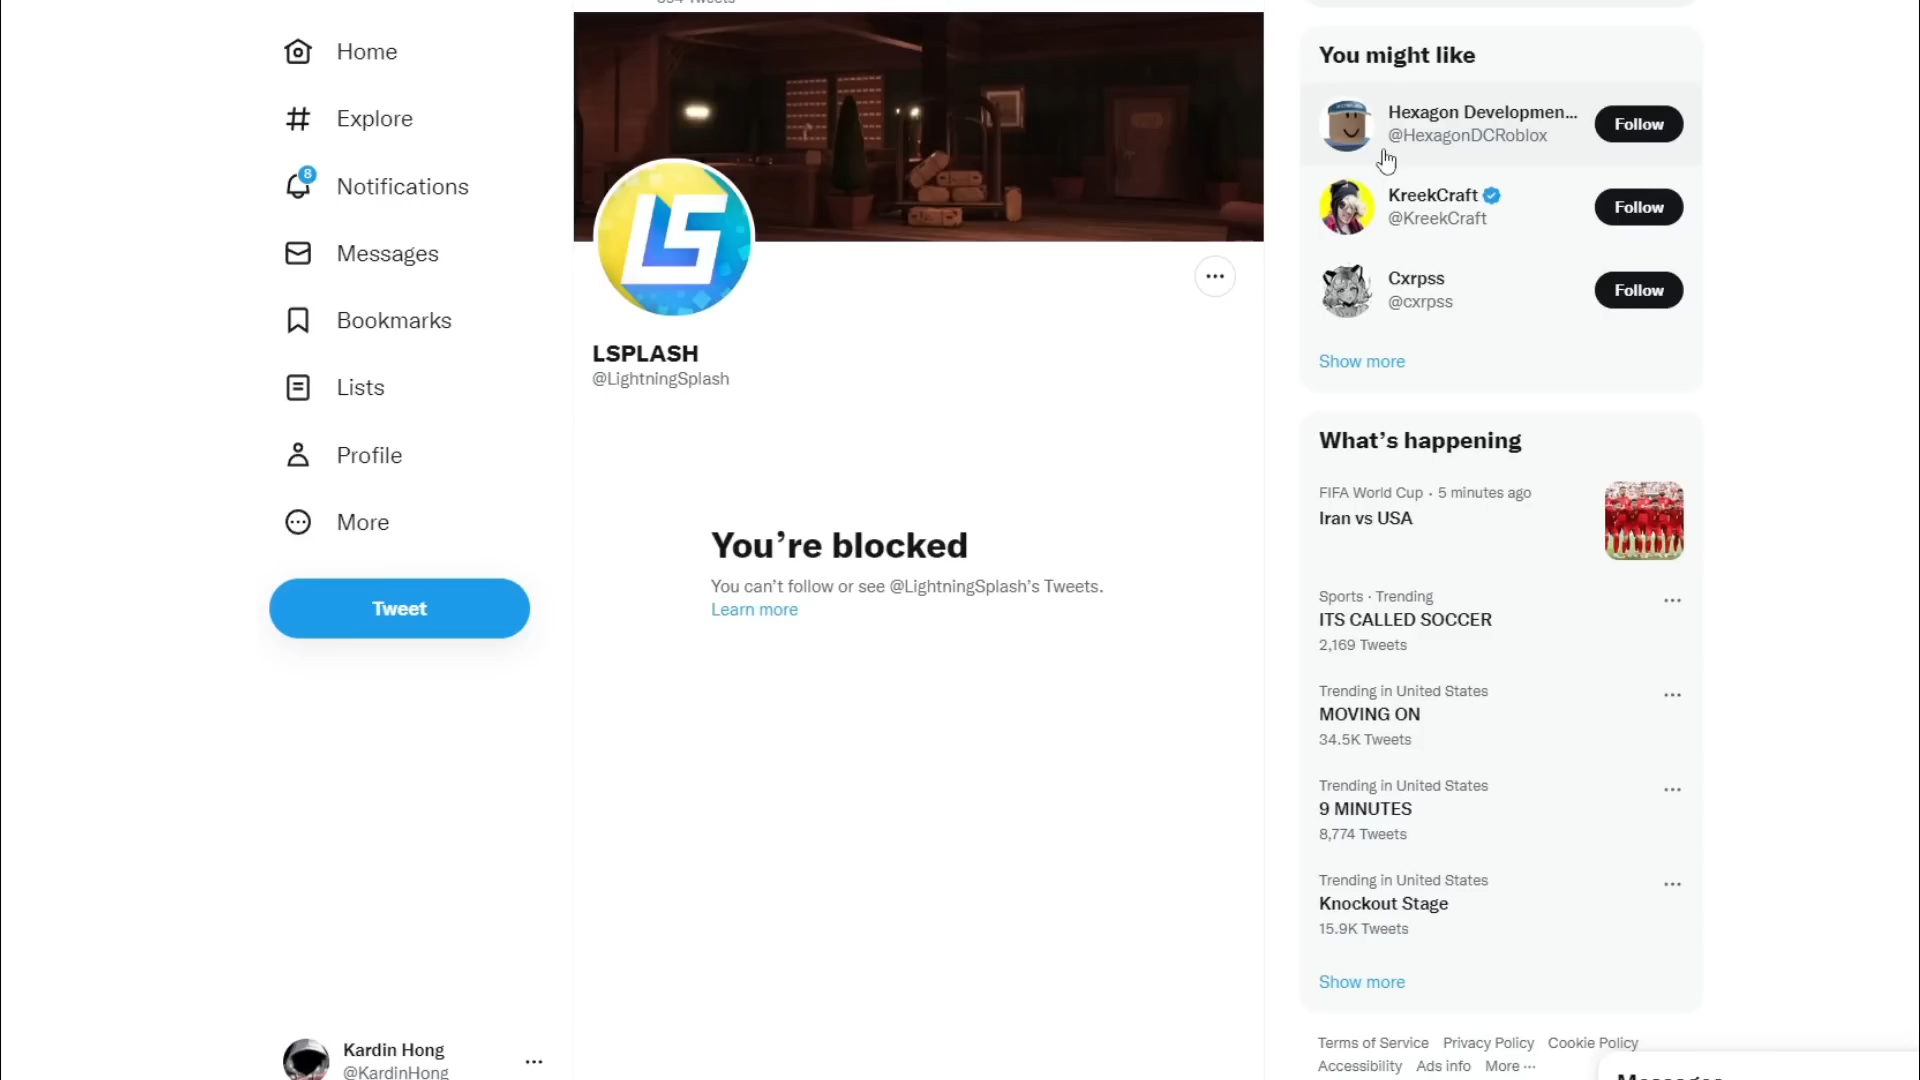 Home
Explore
8
Notifications
Messages
Bookmarks
Lists
Profile
More
Tweet
Kardin Hong
@KardinHong
LS
LSPLASH
@LightningSplash
You're blocked
You can't follow or see @LightningSplash's Tweets.
Learn more
You might like
Hexagon Developmen...
@HexagonDCRoblox
Follow
KreekCraft
@KreekCraft
Follow
Cxrpss
@cxrpss
Follow
Show more
What's happening
FIFA World Cup · 5 minutes ago
Iran vs USA
Sports · Trending
ITS CALLED SOCCER
2,169 Tweets
Trending in United States
MOVING ON
34.5K Tweets
Trending in United States
9 MINUTES
8,774 Tweets
Trending in United States
Knockout Stage
15.9K Tweets
Show more
Terms of Service Privacy Policy Cookie Policy
Accessibility Ads info More ···
Messages